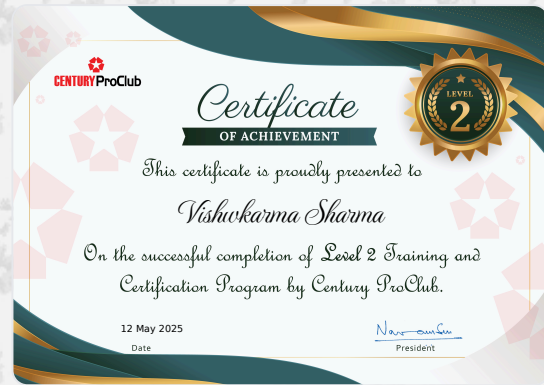 CENTURY ProClub
LEVEL
2
Certificate
OF ACHIEVEMENT
This certificate is proudly presented to
Vishwkarma Sharma
On the successful completion of Level 2 Training and
Certification Program by Century ProClub.
12 May 2025
Date
President